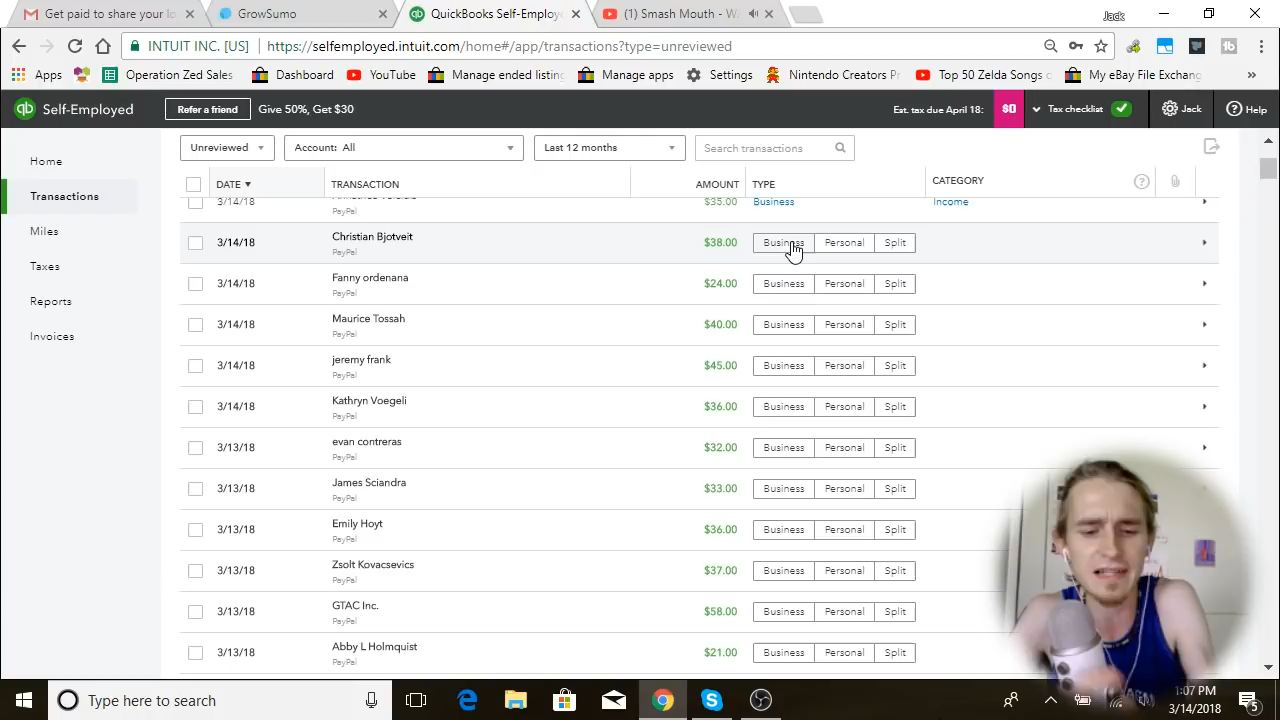 Get paid to share your lo
GrowSumo
QuickBooks Self-Employ
(1) Smash Mouth - W
Jack
INTUIT INC. [US]
https://selfemployed.intuit.com/home#/app/transactions?type=unreviewed
Apps
Operation Zed Sales
Dashboard
YouTube
Manage ended listing
Manage apps
Settings
Nintendo Creators Pr
Top 50 Zelda Songs o
My eBay File Exchang
»
qb Self-Employed
Refer a friend
Give 50%, Get $30
Est. tax due April 18:
$0
Tax checklist
Jack
Help
Home
Transactions
Miles
Taxes
Reports
Invoices
Unreviewed
Account: All
Last 12 months
Search transactions
DATE
TRANSACTION
AMOUNT
TYPE
CATEGORY
3/14/18 $35.00 Business Income
PayPal
3/14/18 Christian Bjotveit $38.00 Business Personal Split
PayPal
3/14/18 Fanny ordenana $24.00 Business Personal Split
PayPal
3/14/18 Maurice Tossah $40.00 Business Personal Split
PayPal
3/14/18 jeremy frank $45.00 Business Personal Split
PayPal
3/14/18 Kathryn Voegeli $36.00 Business Personal Split
PayPal
3/13/18 evan contreras $32.00 Business Personal Split
PayPal
3/13/18 James Sciandra $33.00 Business Personal Split
PayPal
3/13/18 Emily Hoyt $36.00 Business Personal Split
PayPal
3/13/18 Zsolt Kovacsevics $37.00 Business Personal Split
PayPal
3/13/18 GTAC Inc. $58.00 Business Personal Split
PayPal
3/13/18 Abby L Holmquist $21.00 Business Personal Split
PayPal
Type here to search
1:07 PM
3/14/2018
5